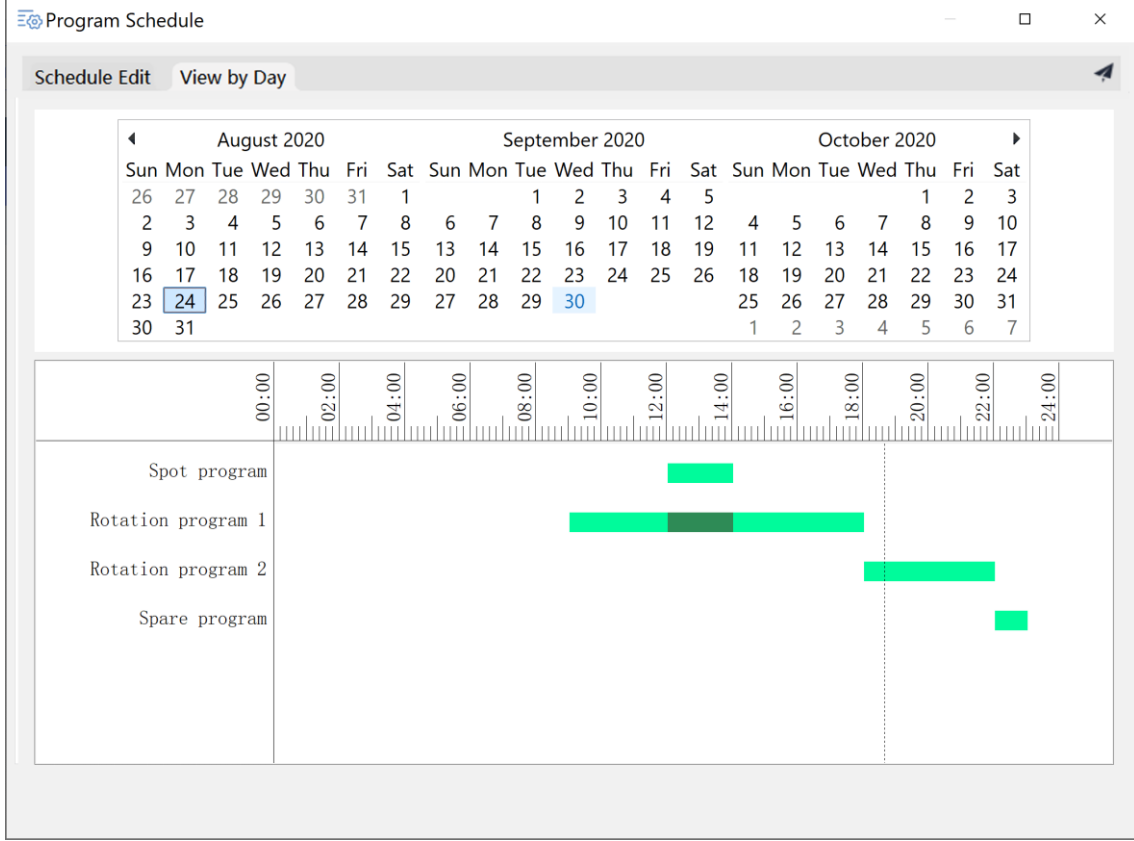 Program Schedule
Schedule Edit View by Day
August 2020 September 2020 October 2020
Sun Mon Tue Wed Thu Fri Sat Sun Mon Tue Wed Thu Fri Sat Sun Mon Tue Wed Thu Fri Sat
26 27 28 29 30 31 1 1 2 3 4 5 1 2 3
2 3 4 5 6 7 8 6 7 8 9 10 11 12 4 5 6 7 8 9 10
9 10 11 12 13 14 15 13 14 15 16 17 18 19 11 12 13 14 15 16 17
16 17 18 19 20 21 22 20 21 22 23 24 25 26 18 19 20 21 22 23 24
23 24 25 26 27 28 29 27 28 29 30 25 26 27 28 29 30 31
30 31 1 2 3 4 5 6 7
00:00 02:00 04:00 06:00 08:00 10:00 12:00 14:00 16:00 18:00 20:00 22:00 24:00
Spot program
Rotation program 1
Rotation program 2
Spare program